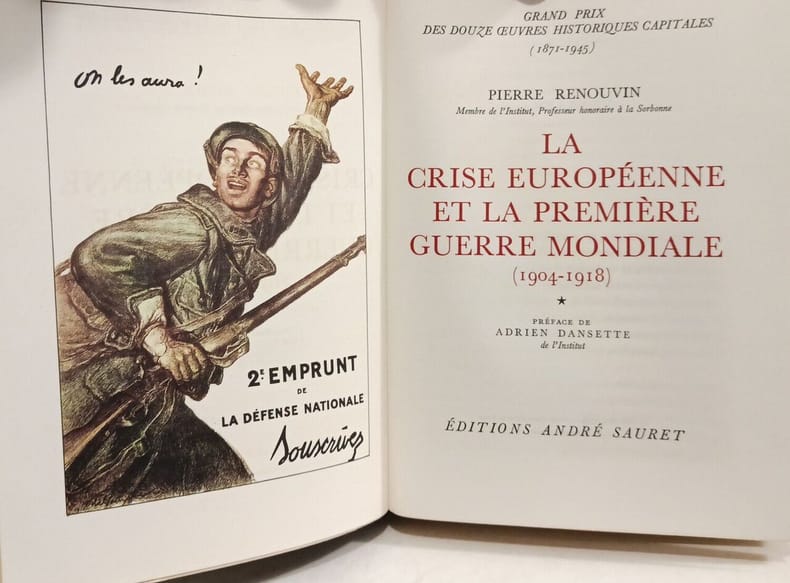 on les aura !
2e EMPRUNT
DE
LA DÉFENSE NATIONALE
Souscrivez
GRAND PRIX
DES DOUZE ŒUVRES HISTORIQUES CAPITALES
(1871-1945)
PIERRE RENOUVIN
Membre de l'Institut, Professeur honoraire à la Sorbonne
LA
CRISE EUROPÉENNE
ET LA PREMIÈRE
GUERRE MONDIALE
(1904-1918)
★
PRÉFACE DE
ADRIEN DANSETTE
de l'Institut
ÉDITIONS ANDRÉ SAURET